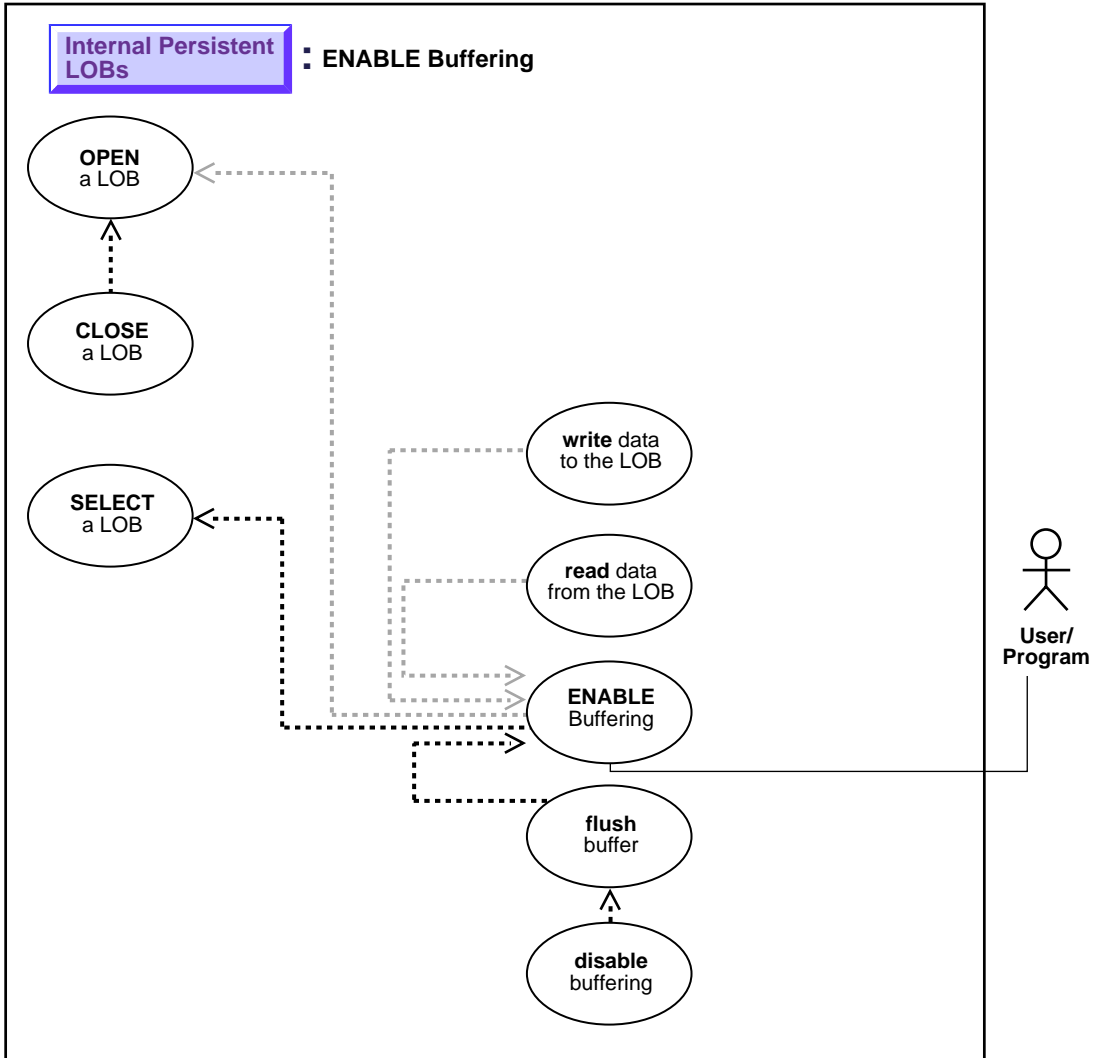 Internal Persistent
LOBs
: ENABLE Buffering
OPEN
a LOB
CLOSE
a LOB
SELECT
a LOB
write data
to the LOB
read data
from the LOB
ENABLE
Buffering
flush
buffer
disable
buffering
User/
Program